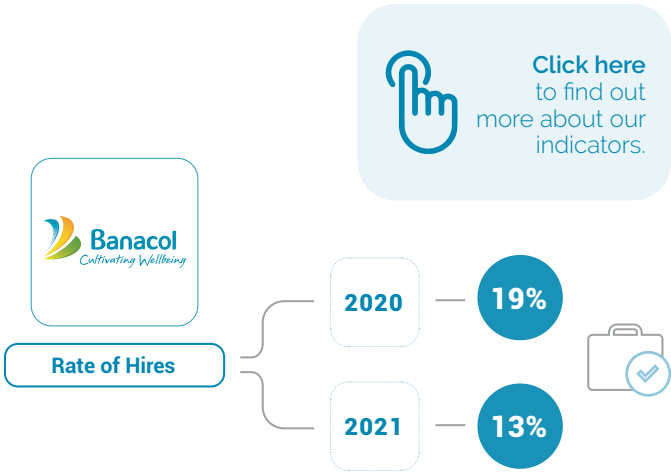 Click here
to find out
more about our
indicators.
Banacol
Cultivating Wellbeing
Rate of Hires
2020
19%
2021
13%